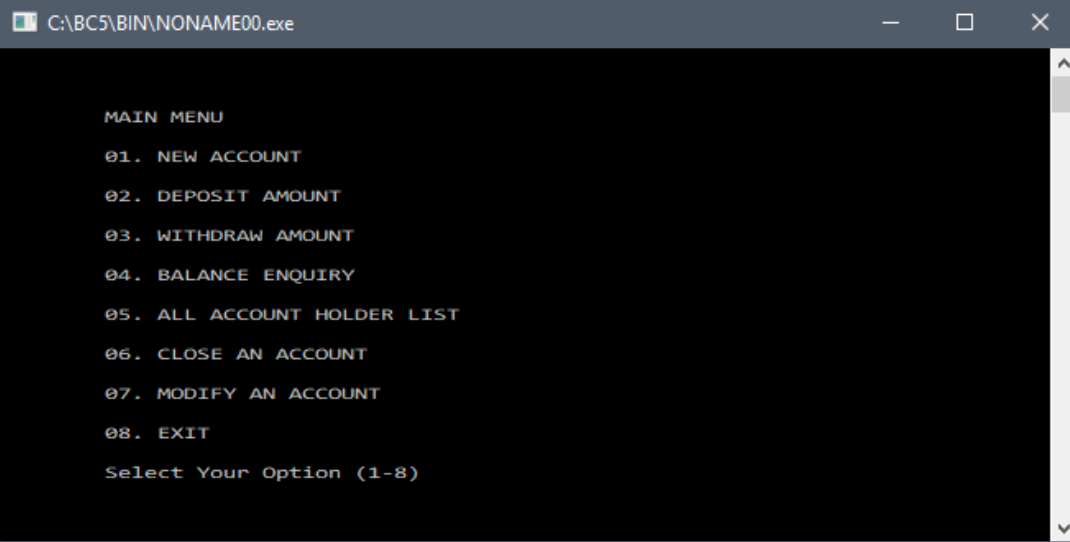 C:\BC5\BIN\NONAME00.exe
MAIN MENU
01. NEW ACCOUNT
02. DEPOSIT AMOUNT
03. WITHDRAW AMOUNT
04. BALANCE ENQUIRY
05. ALL ACCOUNT HOLDER LIST
06. CLOSE AN ACCOUNT
07. MODIFY AN ACCOUNT
08. EXIT
Select Your Option (1-8)